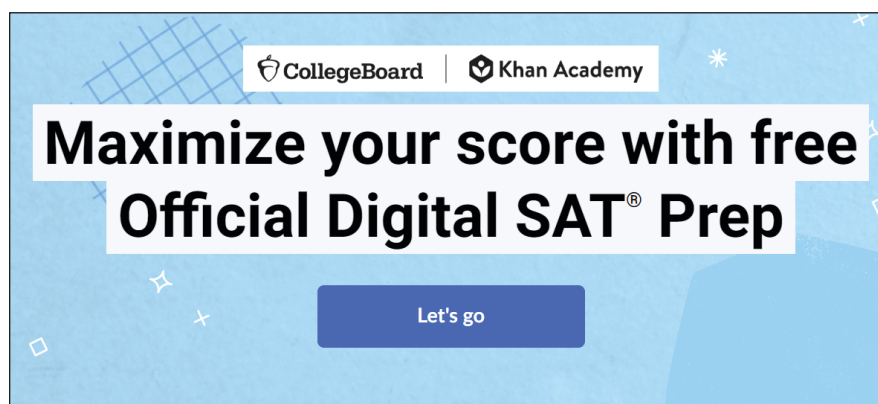 CollegeBoard | Khan Academy
Maximize your score with free
Official Digital SAT® Prep
Let's go